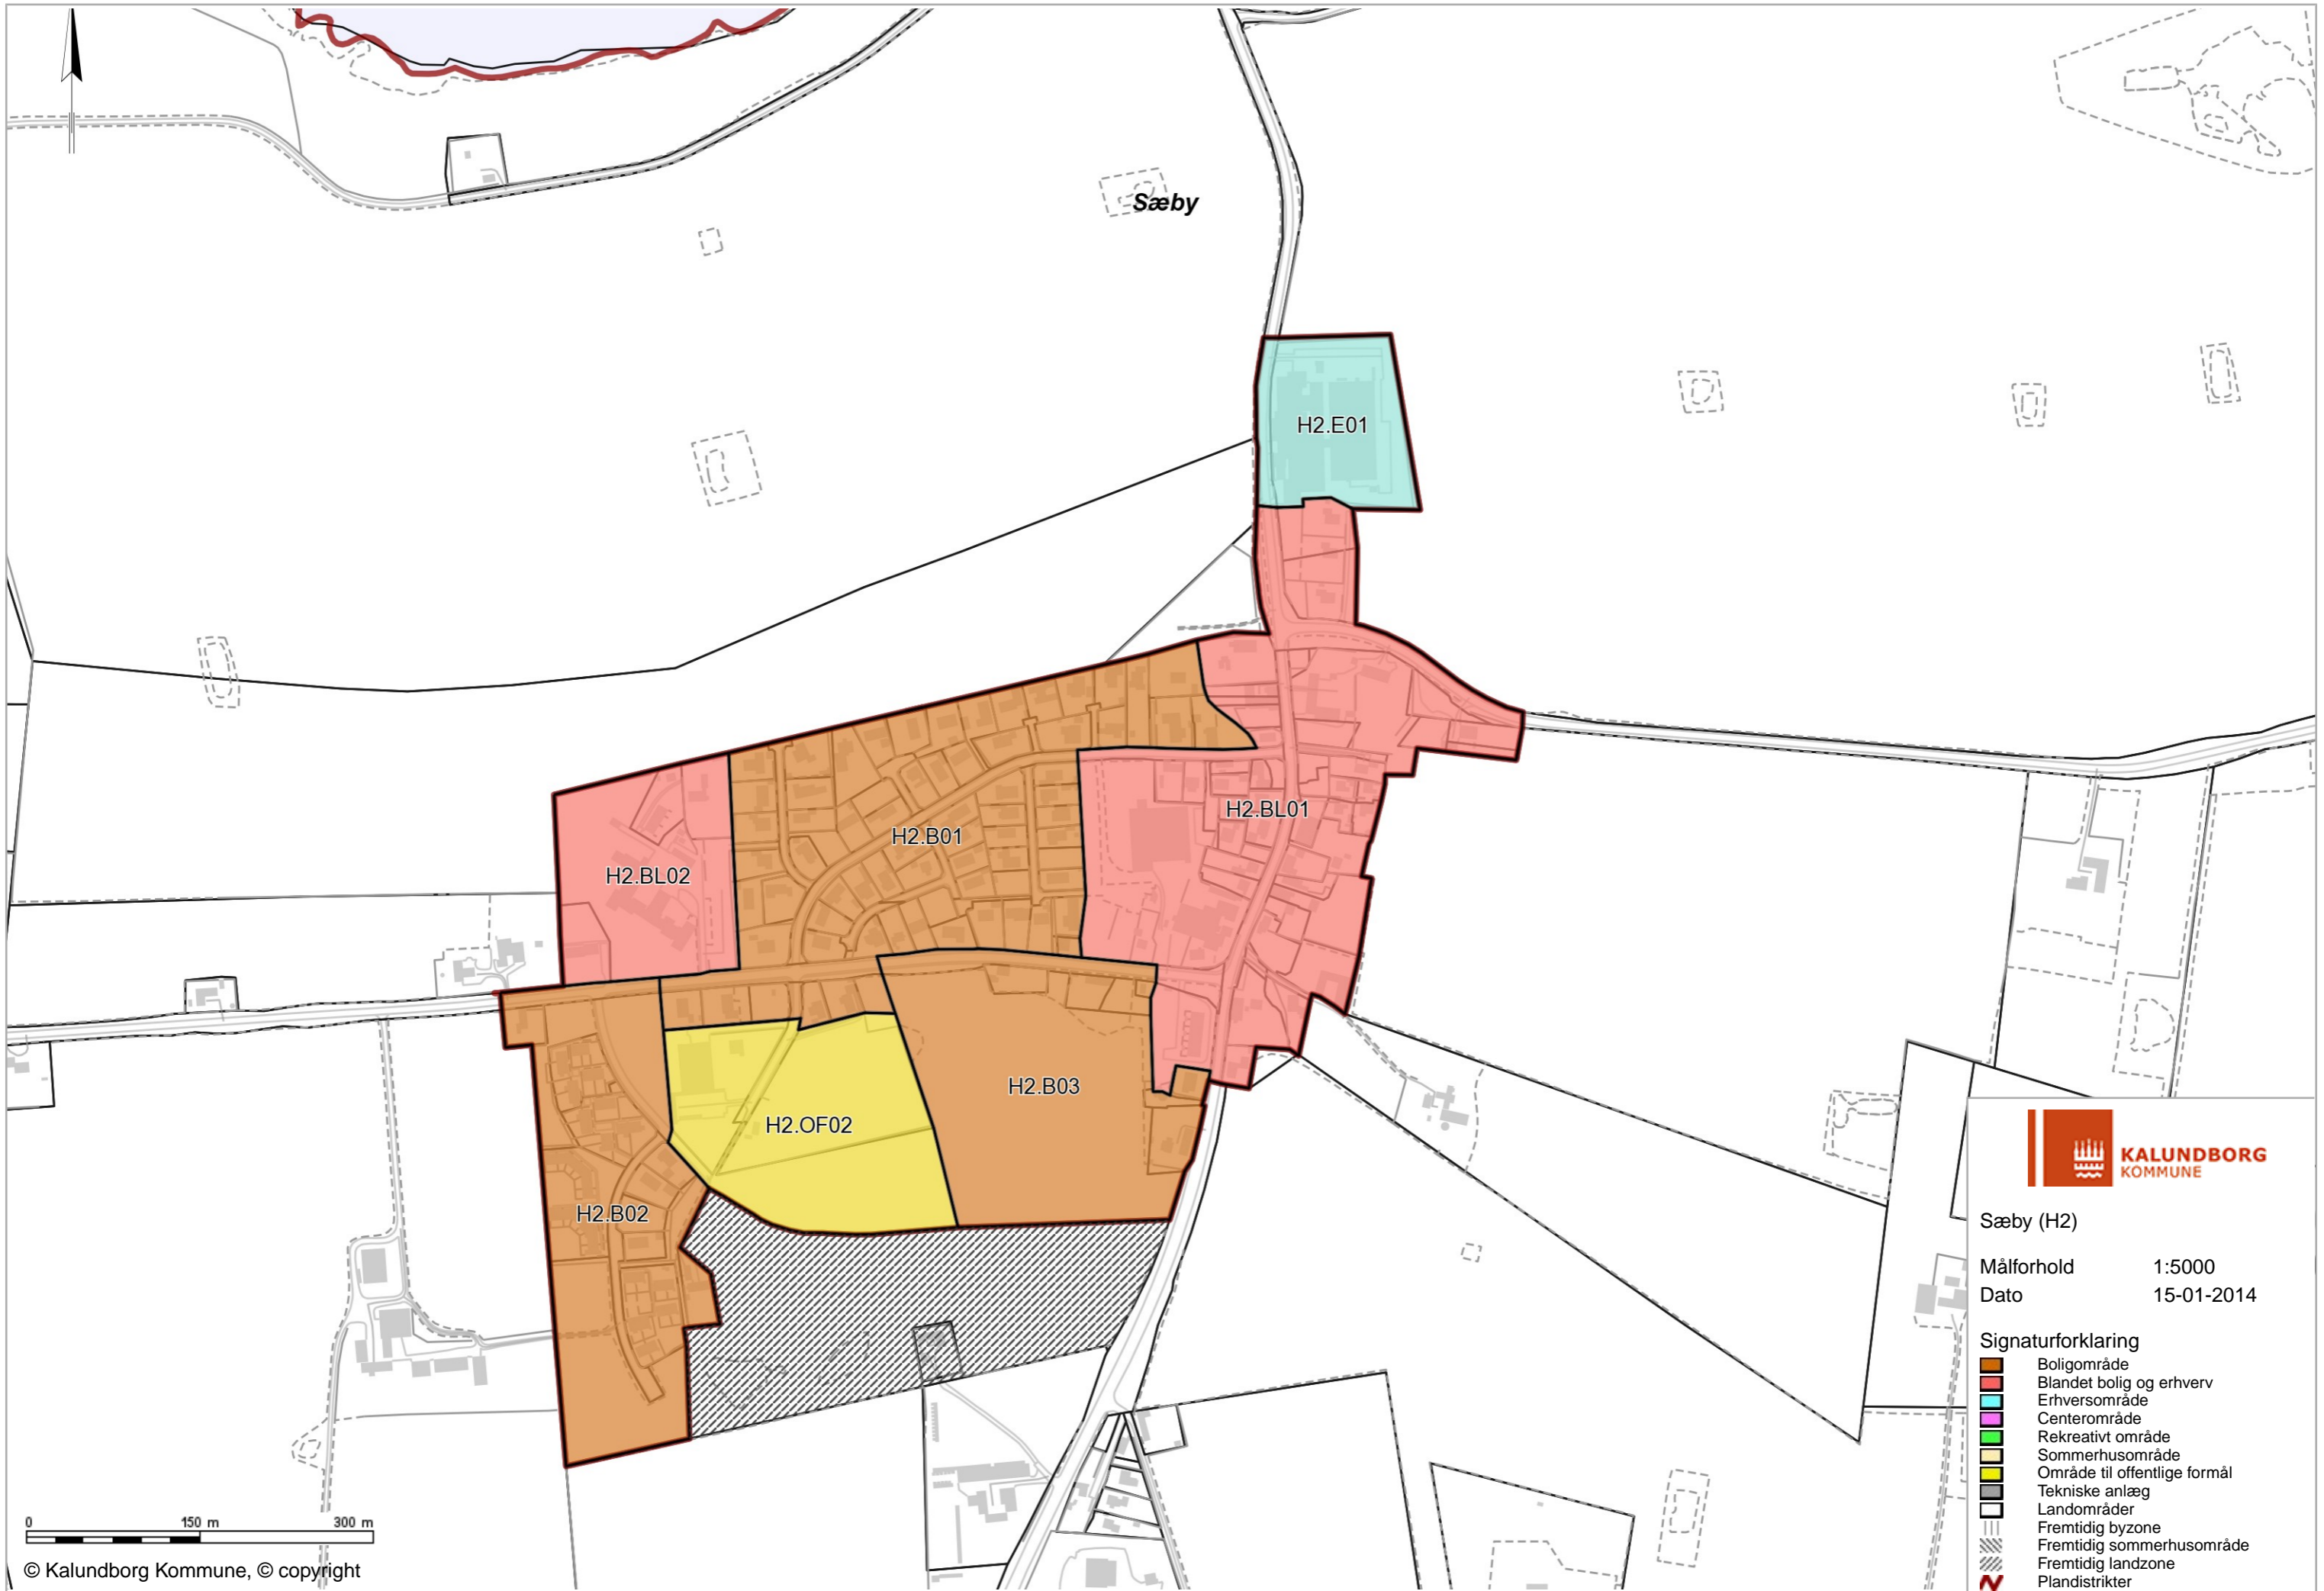 Sæby
H2.E01
H2.BL01
H2.B01
H2.BL02
H2.B03
H2.OF02
H2.B02
KALUNDBORG
KOMMUNE
Sæby (H2)
Målforhold 1:5000
Dato 15-01-2014
Signaturforklaring
Boligområde
Blandet bolig og erhverv
Erhversområde
Centerområde
Rekreativt område
Sommerhusområde
Område til offentlige formål
Tekniske anlæg
Landområder
Fremtidig byzone
Fremtidig sommerhusområde
Fremtidig landzone
Plandistrikter
0 150 m 300 m
© Kalundborg Kommune, © copyright